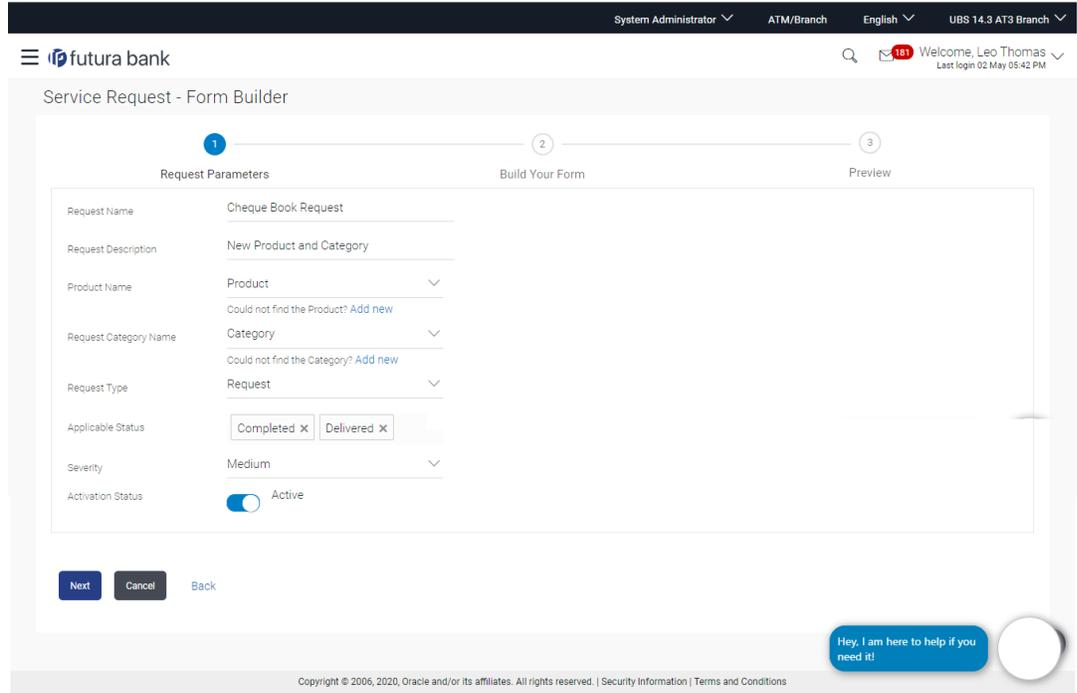 System Administrator ATM/Branch English UBS 14.3 AT3 Branch
futura bank 181 Welcome, Leo Thomas
Last login 02 May 05:42 PM
Service Request - Form Builder
1 2 3
Request Parameters Build Your Form Preview
Request Name Cheque Book Request
Request Description New Product and Category
Product Name Product
Could not find the Product? Add new
Request Category Name Category
Could not find the Category? Add new
Request Type Request
Applicable Status Completed × Delivered ×
Severity Medium
Activation Status Active
Next Cancel Back
Hey, I am here to help if you
need it!
Copyright © 2006, 2020, Oracle and/or its affiliates. All rights reserved. | Security Information | Terms and Conditions